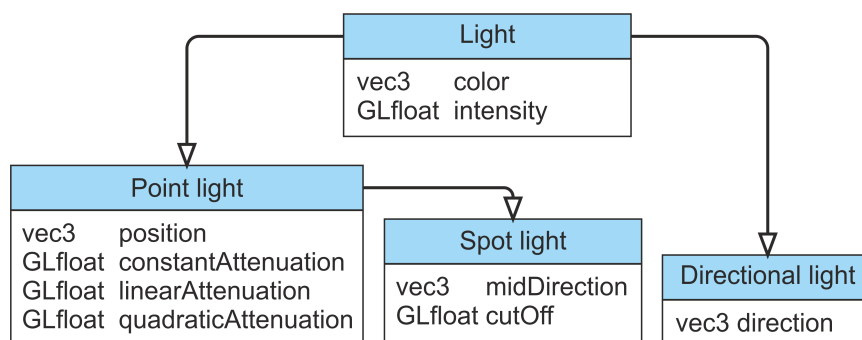 Light
vec3 color
GLfloat intensity
Point light
vec3 position
GLfloat constantAttenuation
GLfloat linearAttenuation
GLfloat quadraticAttenuation
Spot light
vec3 midDirection
GLfloat cutOff
Directional light
vec3 direction